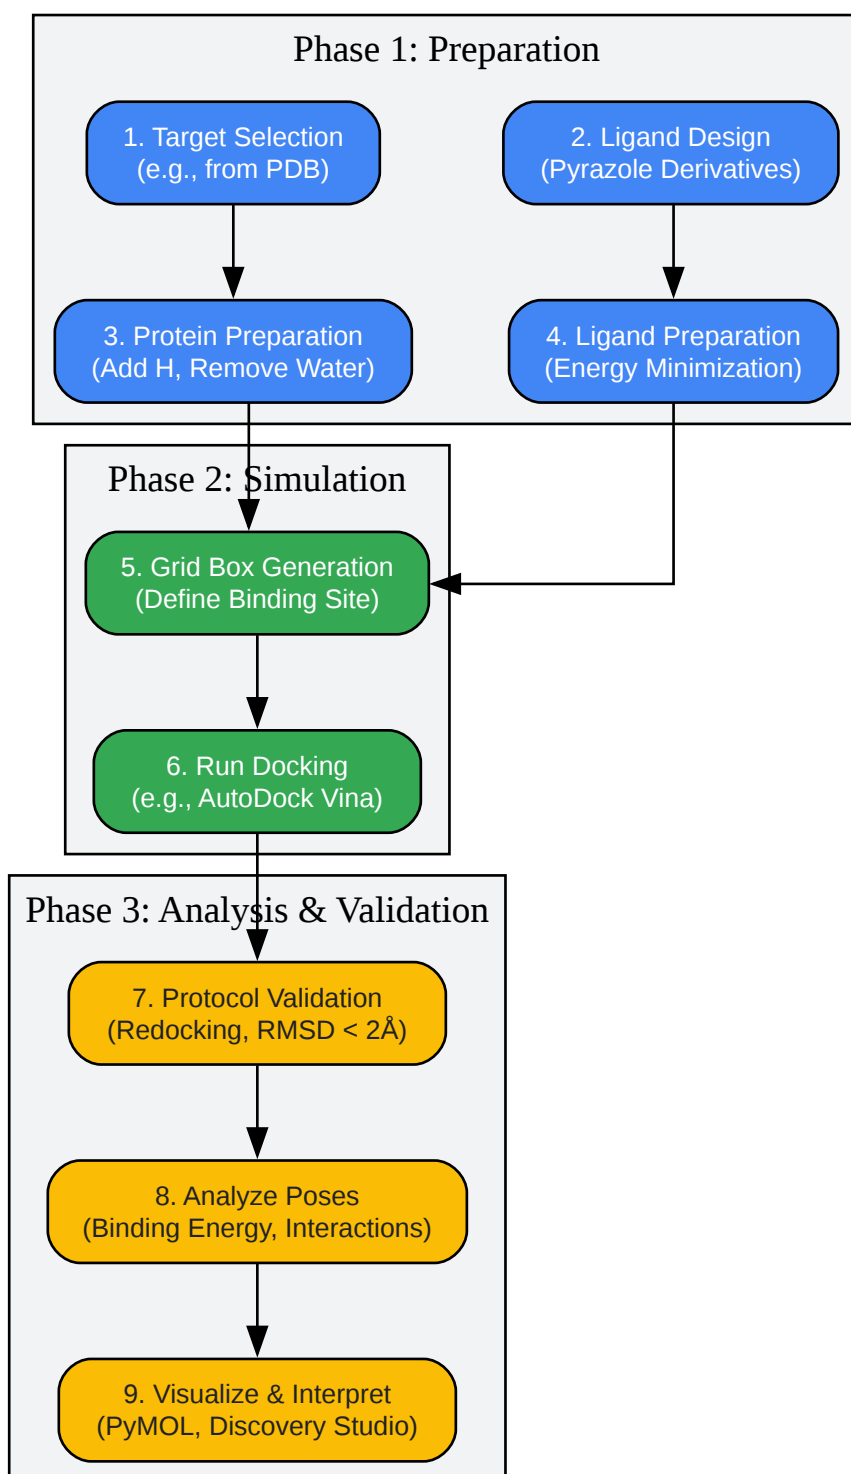 Phase 1: Preparation
1. Target Selection
(e.g., from PDB)
2. Ligand Design
(Pyrazole Derivatives)
3. Protein Preparation
(Add H, Remove Water)
4. Ligand Preparation
(Energy Minimization)
Phase 2: Simulation
5. Grid Box Generation
(Define Binding Site)
6. Run Docking
(e.g., AutoDock Vina)
Phase 3: Analysis & Validation
7. Protocol Validation
(Redocking, RMSD < 2Å)
8. Analyze Poses
(Binding Energy, Interactions)
9. Visualize & Interpret
(PyMOL, Discovery Studio)